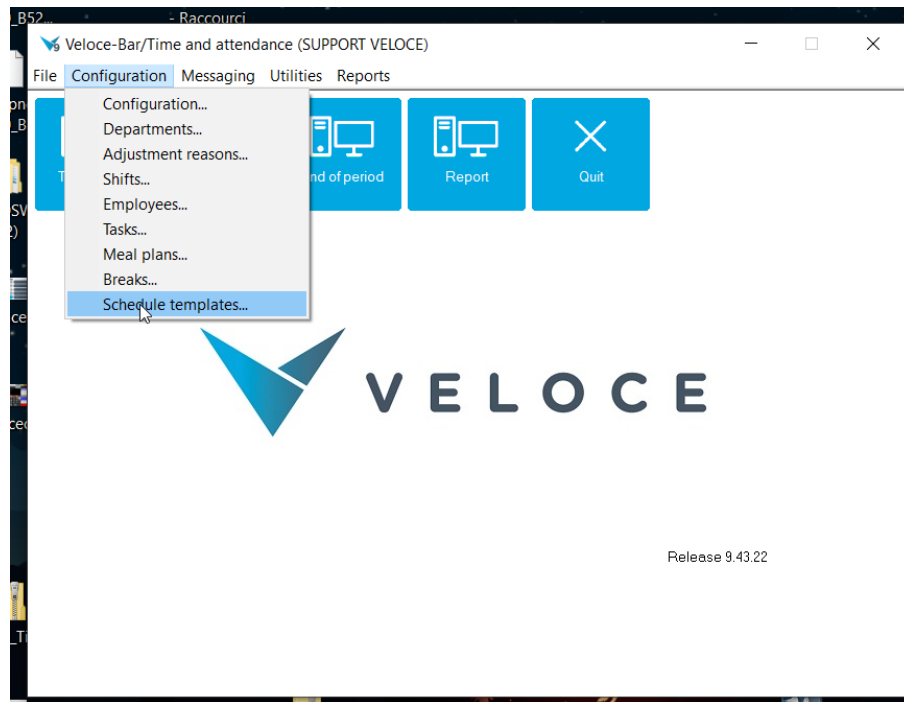 _B52...
- Raccourci
Veloce-Bar/Time and attendance (SUPPORT VELOCE)
File Configuration Messaging Utilities Reports
Configuration...
Departments...
Adjustment reasons...
Shifts...
Employees...
Tasks...
Meal plans...
Breaks...
Schedule templates...
nd of period
Report
Quit
VELOCE
Release 9.43.22